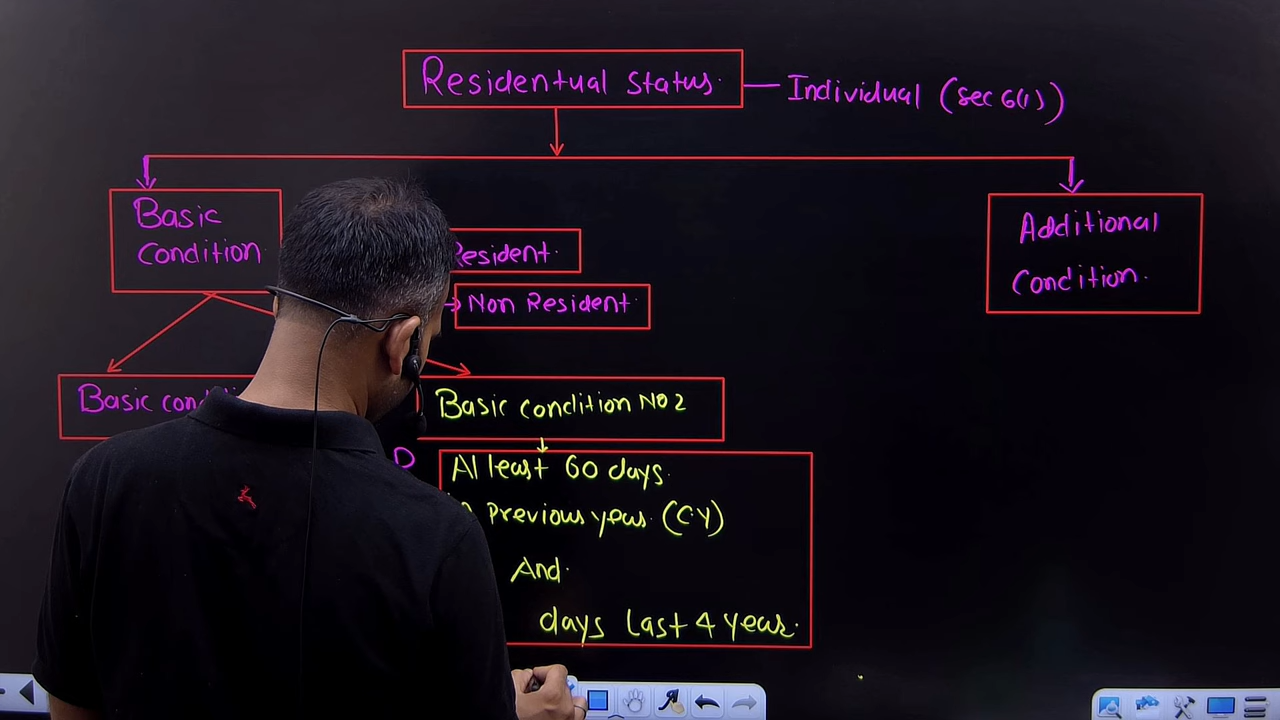 Residentual Status.
Individual (Sec 6(1))
Basic
Condition
Additional
Condition.
Resident.
Non Resident.
Basic
Basic condition NO 2
D
At least 60 days.
Previous year. (C.Y)
And.
days last 4 year.